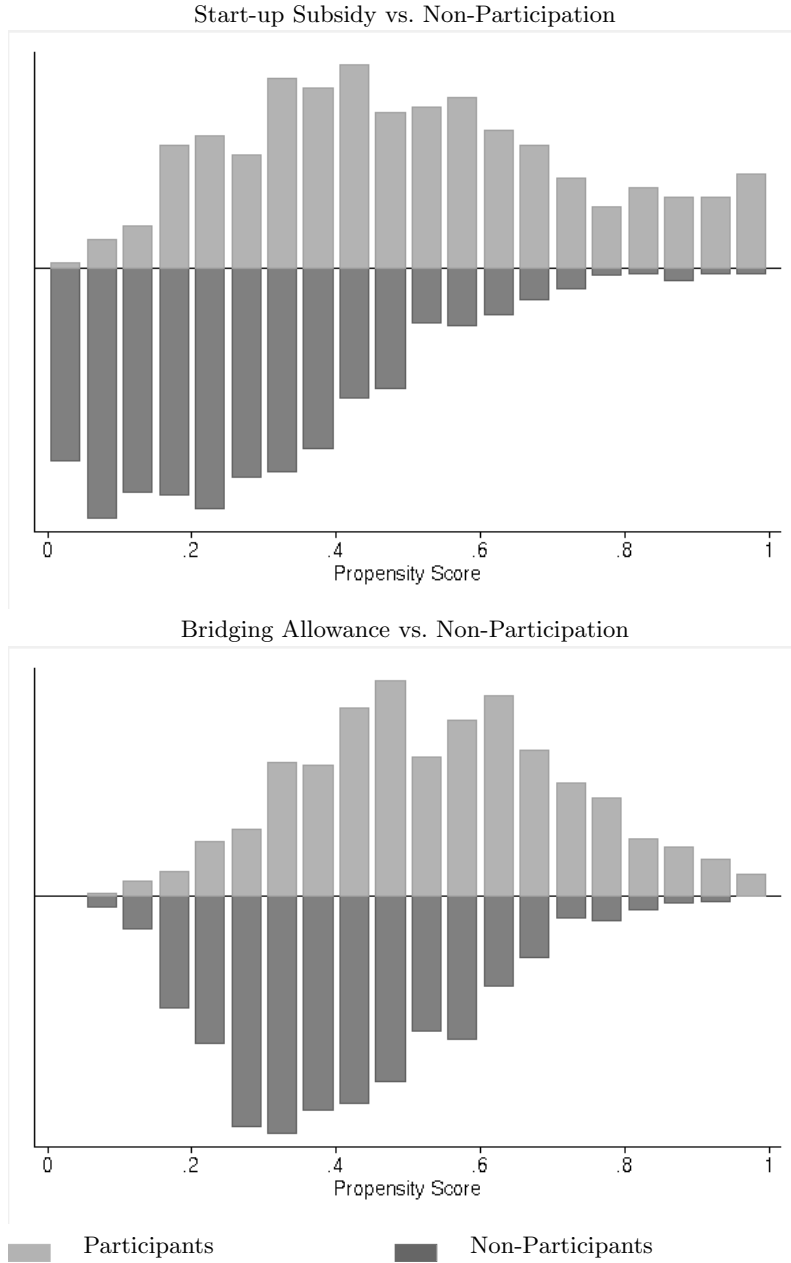 Start-up Subsidy vs. Non-Participation
0 .2 .4 .6 .8 1
Propensity Score
Bridging Allowance vs. Non-Participation
0 .2 .4 .6 .8 1
Propensity Score
Participants Non-Participants